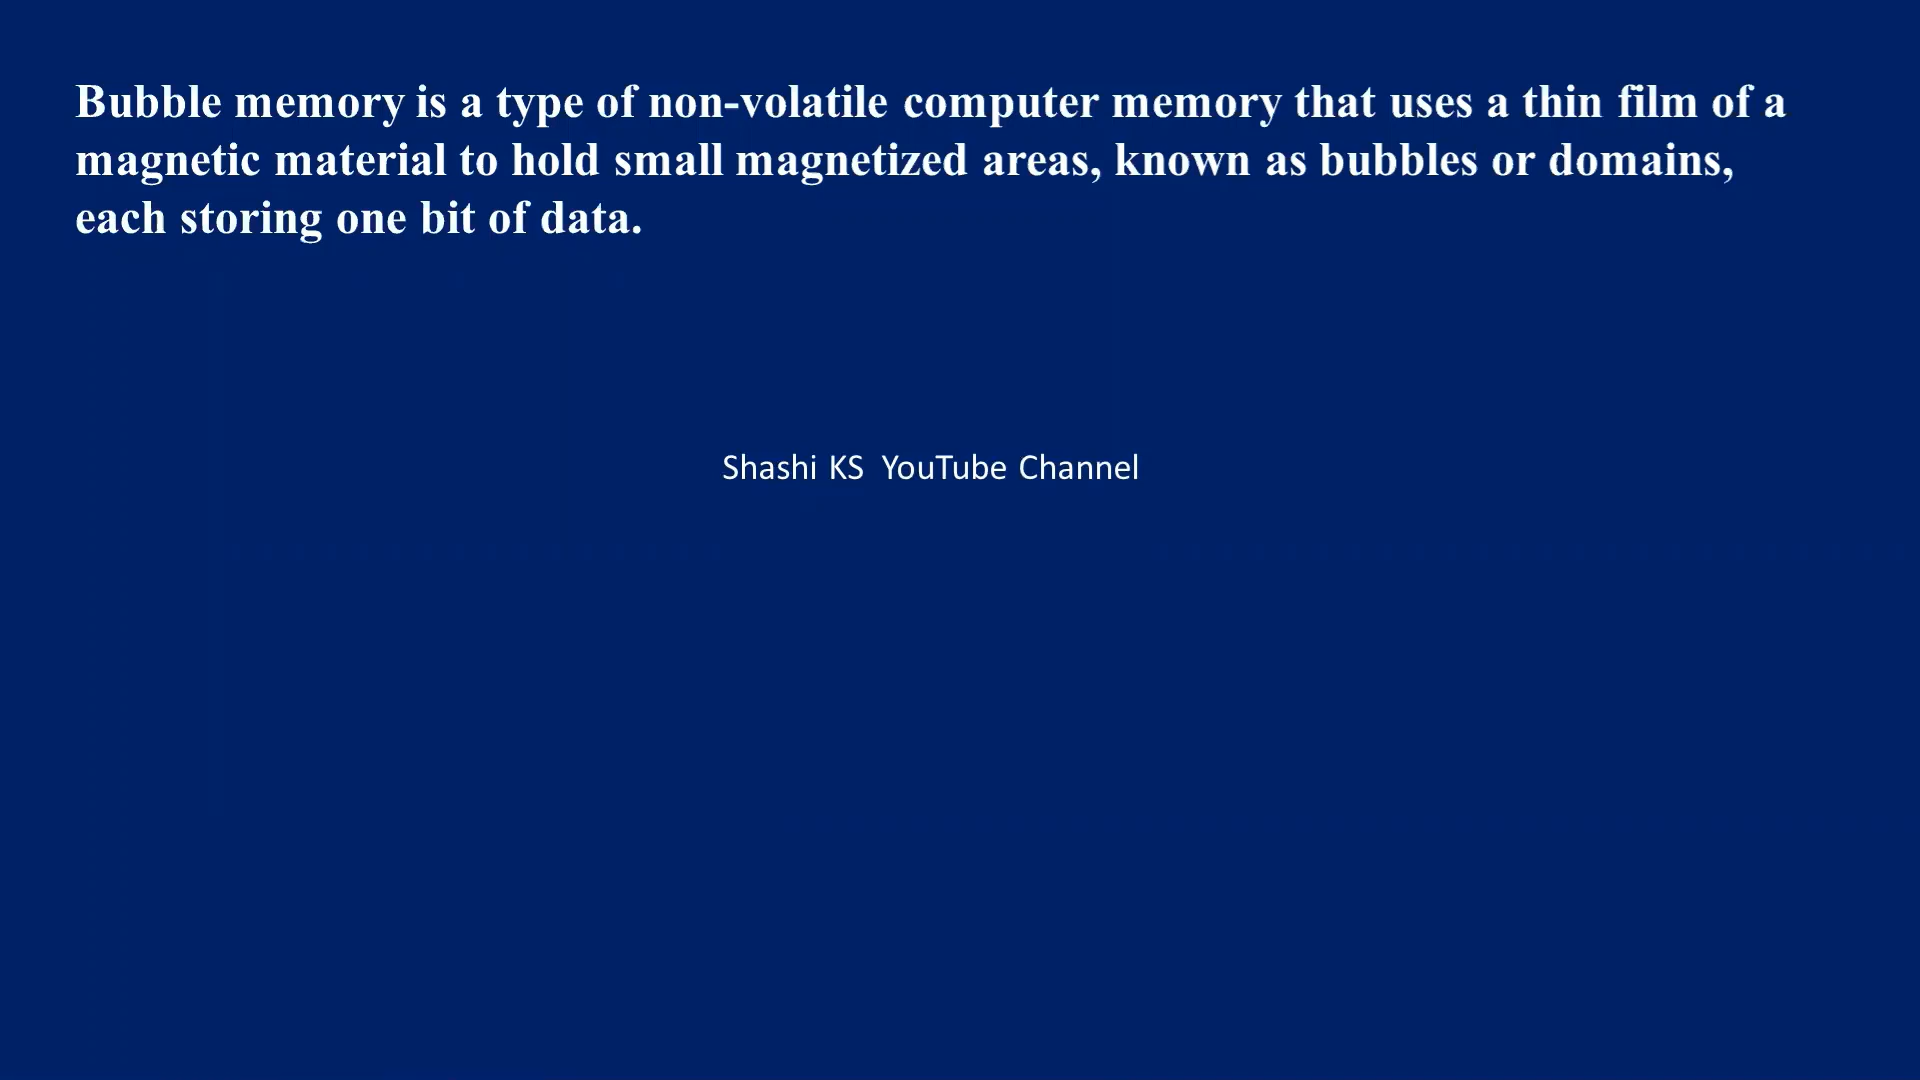 Bubble memory is a type of non-volatile computer memory that uses a thin film of a
magnetic material to hold small magnetized areas, known as bubbles or domains,
each storing one bit of data.
Shashi KS YouTube Channel